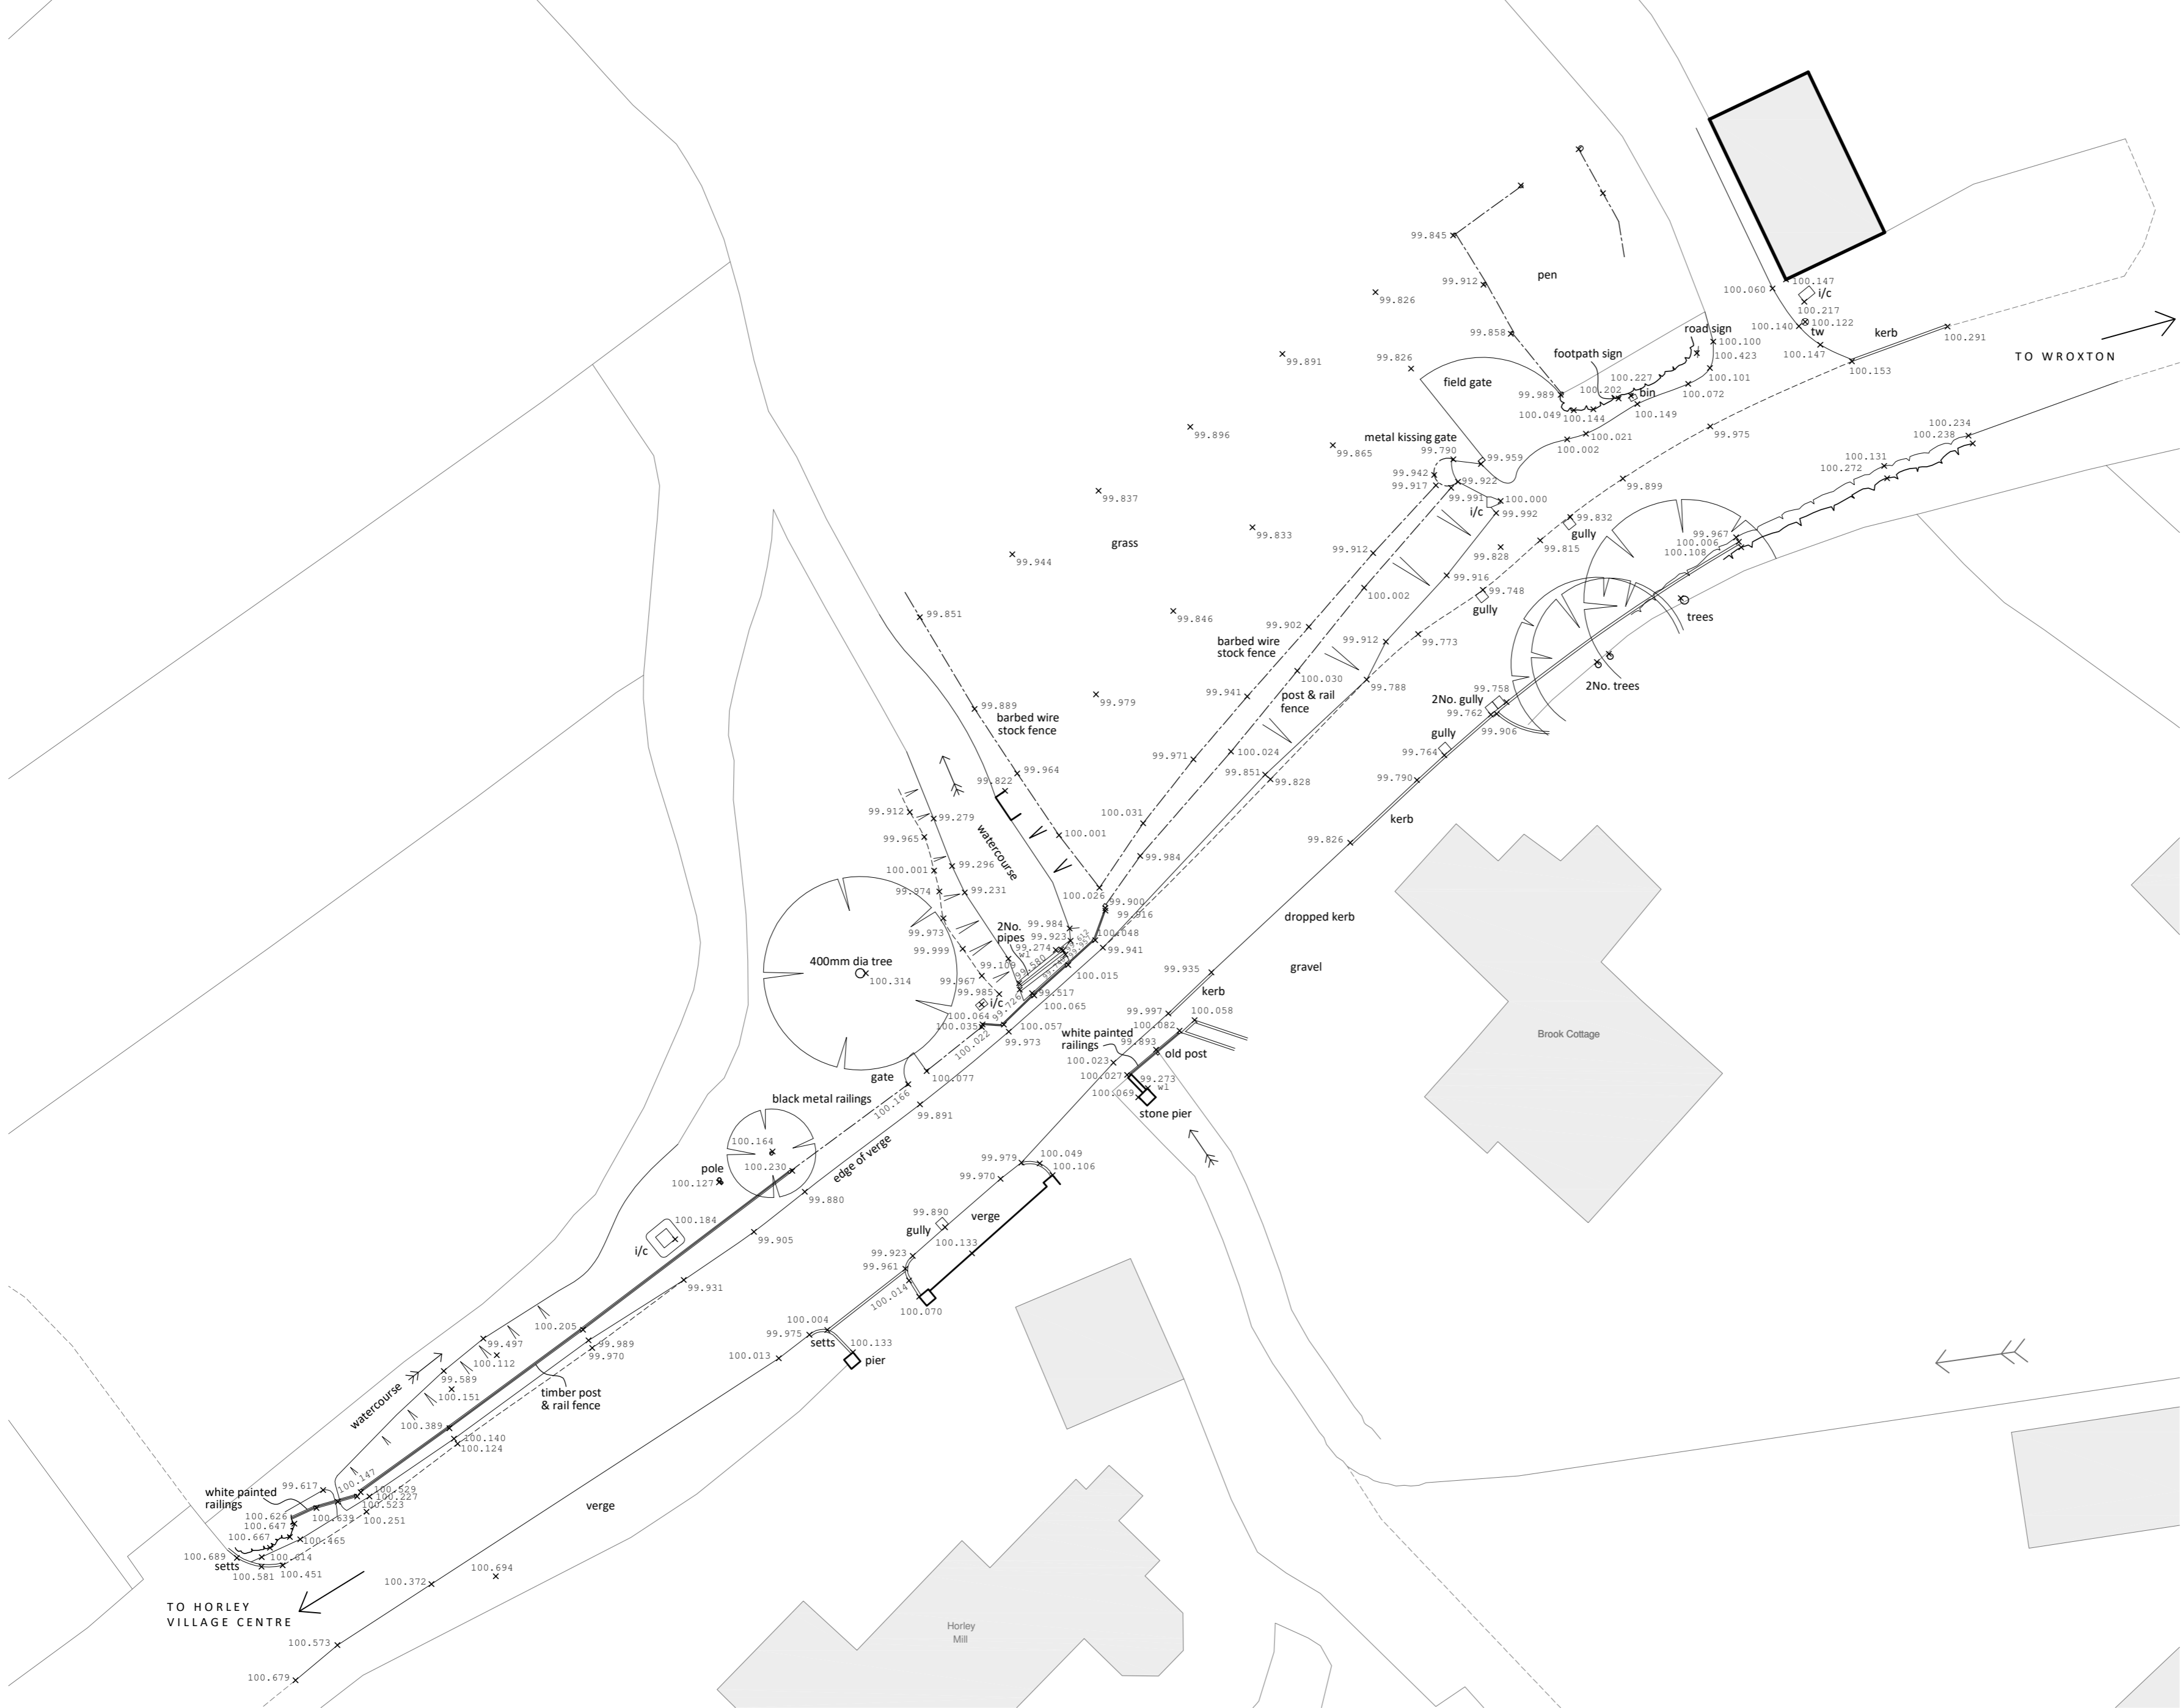 99.845
pen
99.912
99.826
99.858
99.891
99.826
field gate
footpath sign
road sign
100.060
100.147
i/c
100.217
100.122
100.140
tw
100.147
kerb
100.291
100.153
TO WROXTON
100.100
100.423
100.101
100.072
100.227
100.202
bin
99.989
100.049
100.144
100.149
100.021
100.002
99.975
99.896
99.865
metal kissing gate
99.790
99.959
99.942
99.922
99.917
99.991
100.000
i/c
99.992
99.899
100.234
100.238
100.131
100.272
99.837
99.833
99.832
gully
99.815
99.828
99.967
100.006
100.108
grass
99.944
99.912
99.916
99.748
gully
100.002
trees
99.851
99.846
99.902
99.912
99.773
barbed wire
stock fence
100.030
99.788
2No. trees
99.979
99.941
post & rail
fence
99.758
2No. gully
99.762
99.906
99.889
barbed wire
stock fence
gully
99.764
99.971
100.024
99.851
99.828
99.790
99.964
99.822
kerb
99.912
99.279
100.031
100.001
99.826
99.965
watercourse
99.984
99.296
100.001
99.974
99.231
100.026
99.900
99.916
dropped kerb
99.973
2No.
pipes
99.984
99.923
100.048
99.941
99.999
99.274
wl
99.580
gravel
400mm dia tree
100.314
99.109
99.967
100.015
99.935
99.985
i/c
99.517
100.065
kerb
99.726
100.064
100.035
100.057
99.973
100.022
99.997
100.058
100.082
white painted
railings
99.893
old post
Brook Cottage
100.023
100.027
99.273
wl
100.069
stone pier
gate
100.077
100.166
black metal railings
99.891
100.164
100.230
pole
100.127
edge of verge
99.979
100.049
100.106
99.970
99.880
100.184
i/c
99.905
99.890
gully
verge
100.133
99.923
99.961
99.931
100.014
100.070
100.004
99.975
setts
100.133
100.013
pier
100.205
99.989
99.970
99.497
100.112
99.589
100.151
watercourse
timber post
& rail fence
100.389
100.140
100.124
100.147
99.617
white painted
railings
100.529
100.227
100.523
100.251
100.626
100.639
100.647
100.667
100.465
100.689
setts
100.614
100.581
100.451
verge
100.694
100.372
TO HORLEY
VILLAGE CENTRE
100.573
100.679
Horley
Mill